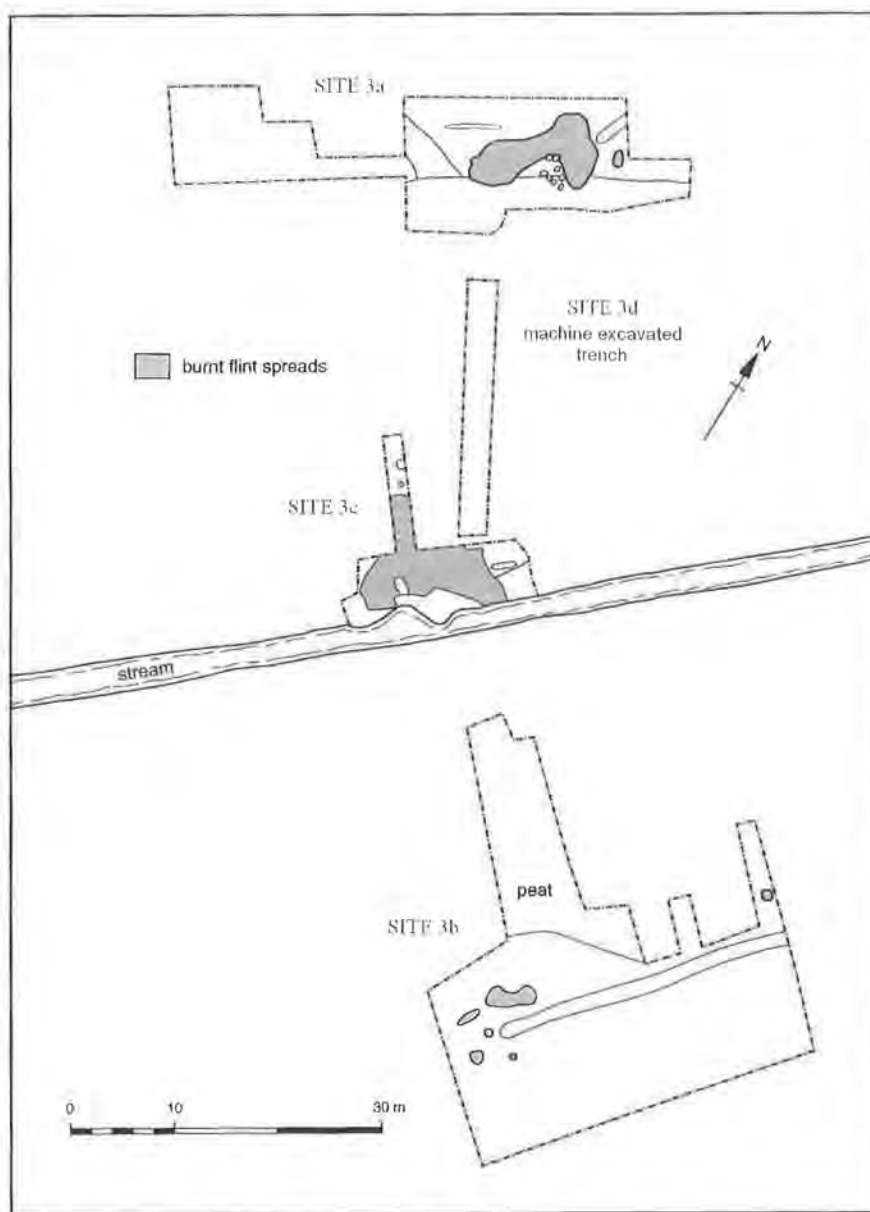 SITE 3a
SITE 3d
machine excavated
trench
N
burnt flint spreads
SITE 3c
stream
peat
SITE 3b
0 10 30 m